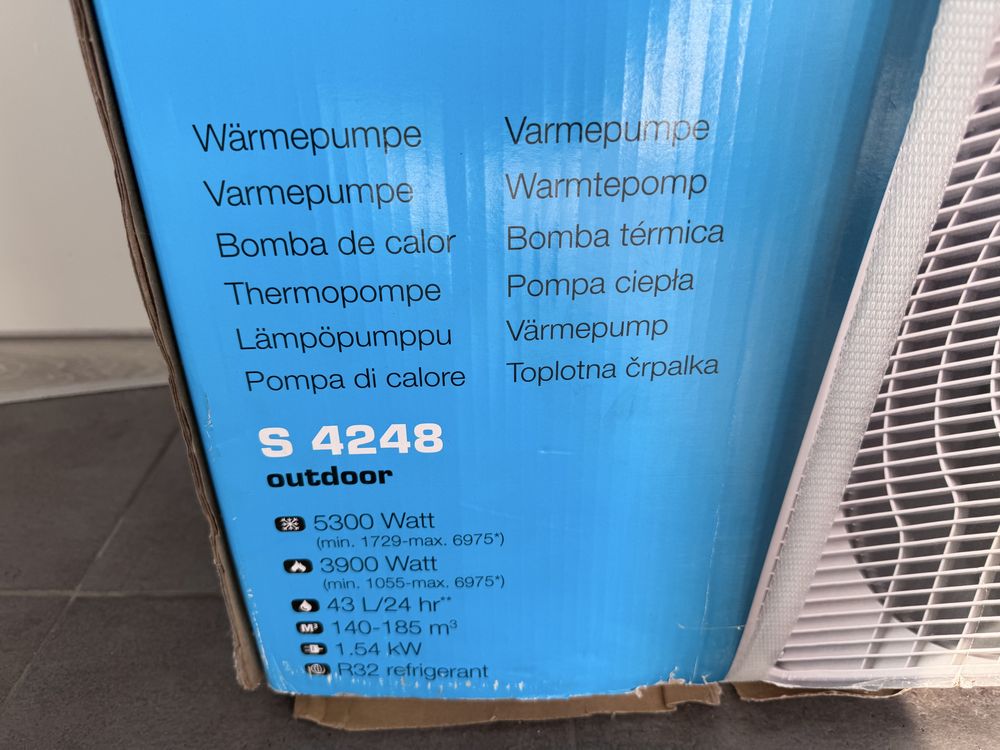 Wärmepumpe
Varmepumpe
Bomba de calor
Thermopompe
Lämpöpumppu
Pompa di calore
Varmepumpe
Warmtepomp
Bomba térmica
Pompa ciepła
Värmepump
Toplotna črpalka
S 4248
outdoor
5300 Watt
(min. 1729-max. 6975*)
3900 Watt
(min. 1055-max. 6975*)
43 L/24 hr**
M³ 140-185 m³
1.54 kW
R32 refrigerant